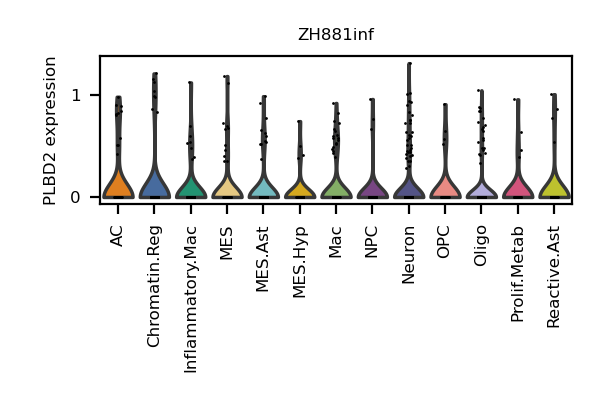 ZH881inf
PLBD2 expression
1
0
AC
Chromatin.Reg
Inflammatory.Mac
MES
MES.Ast
MES.Hyp
Mac
NPC
Neuron
OPC
Oligo
Prolif.Metab
Reactive.Ast